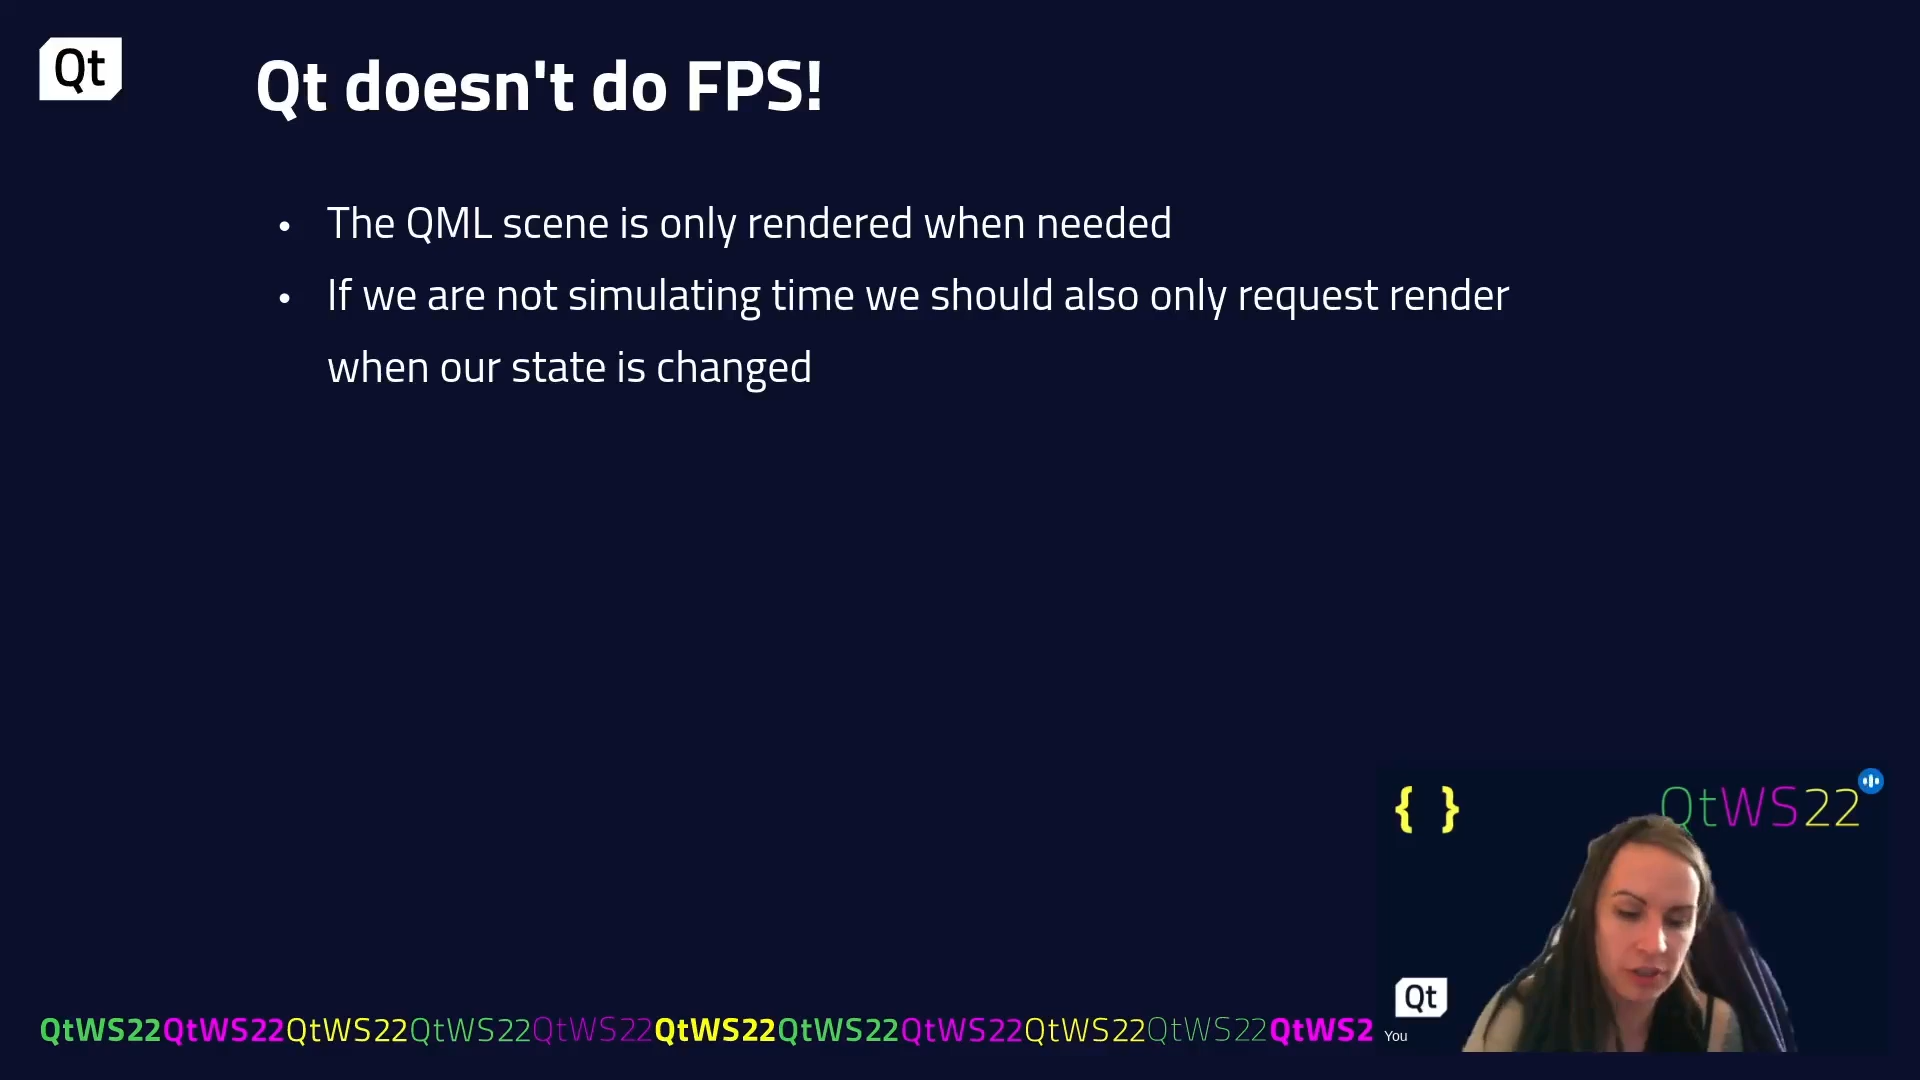 Qt
Qt doesn't do FPS!
• The QML scene is only rendered when needed
• If we are not simulating time we should also only request render
when our state is changed
{ } QtWS22
Qt
You
QtWS22QtWS22QtWS22QtWS22QtWS22QtWS22QtWS22QtWS22QtWS22QtWS22QtWS2